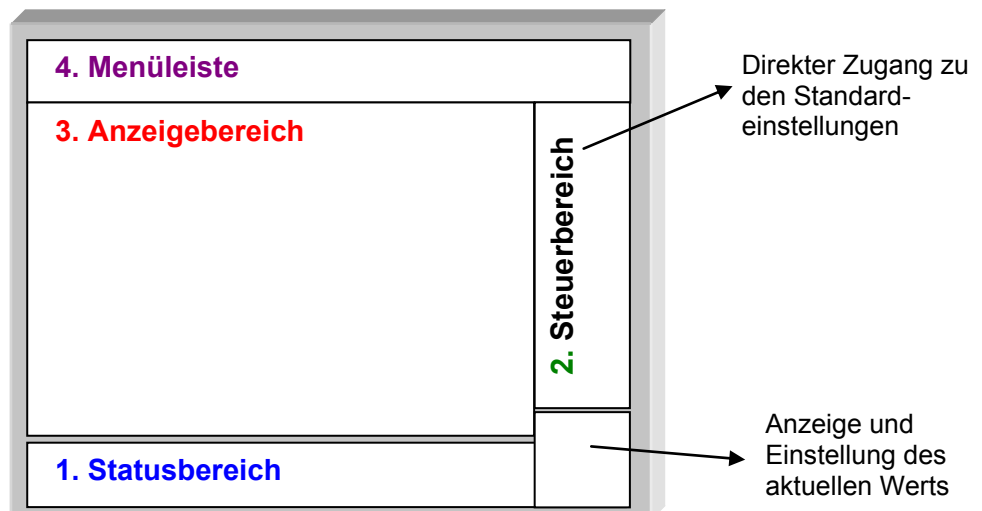 4. Menüleiste
3. Anzeigebereich
2. Steuerbereich
1. Statusbereich
Direkter Zugang zu
den Standard-
einstellungen
Anzeige und
Einstellung des
aktuellen Werts